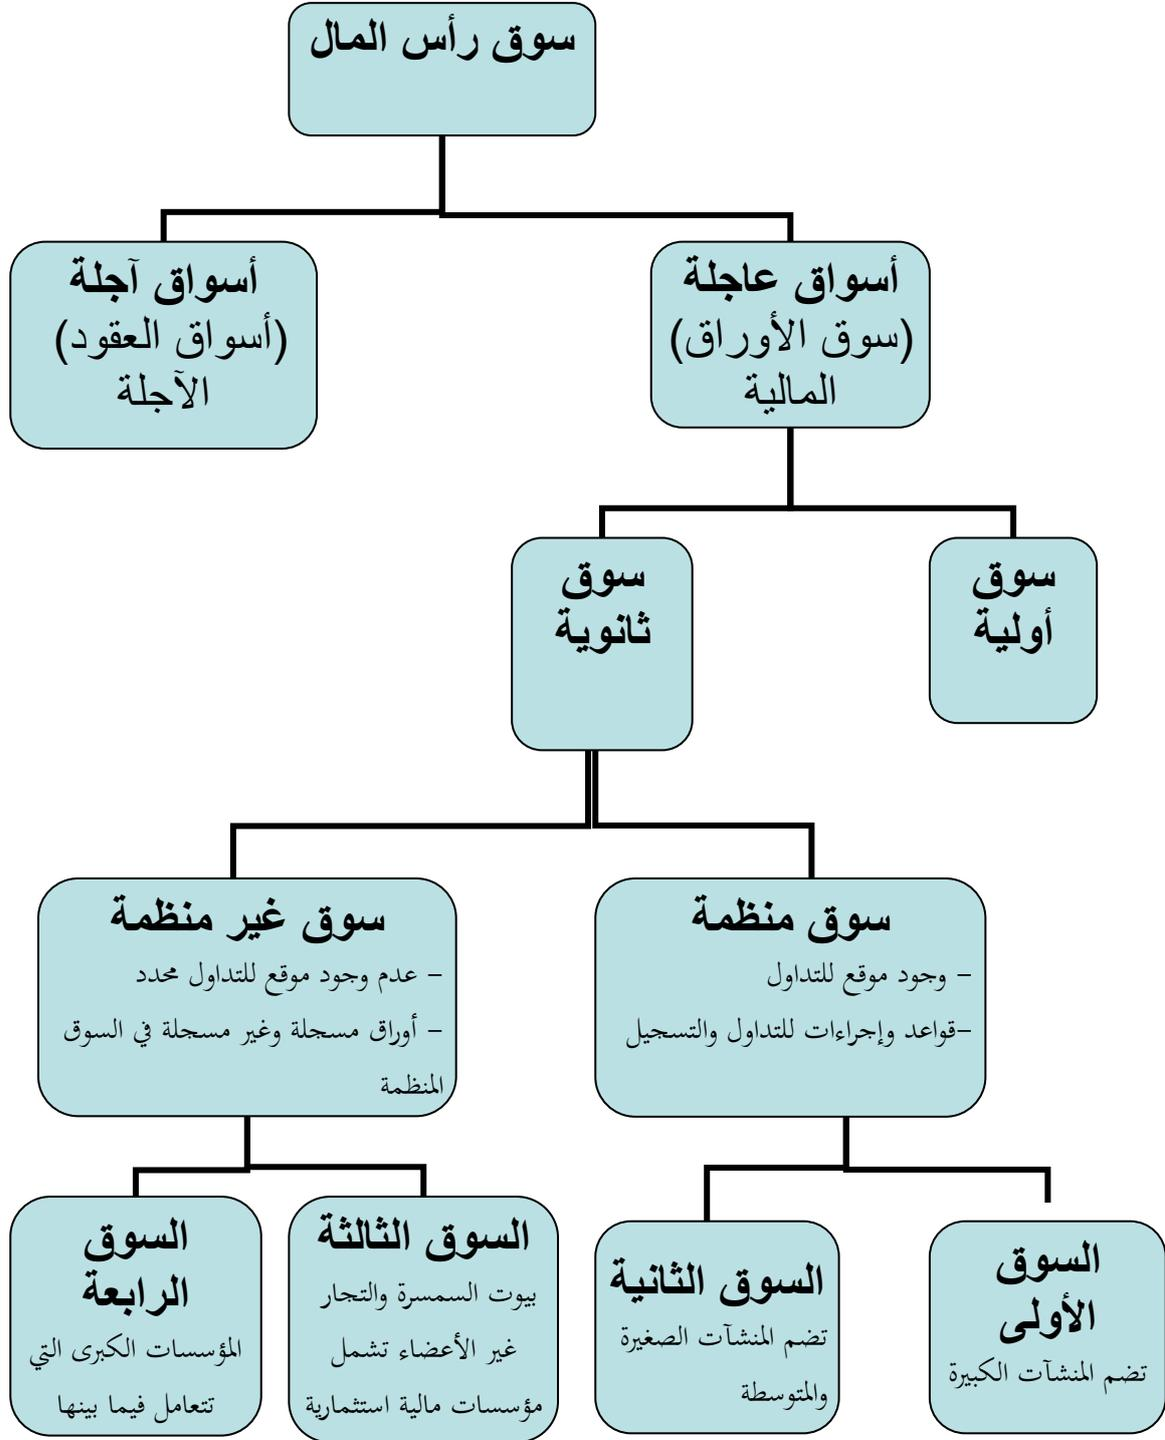 سوق رأس المال
أسواق عاجلة
(سوق الأوراق)
المالية
أسواق آجلة
(أسواق العقود)
الآجلة
سوق
أولية
سوق
ثانوية
سوق منظمة
– وجود موقع للتداول
–قواعد وإجراءات للتداول والتسجيل
سوق غير منظمة
– عدم وجود موقع للتداول محدد
– أوراق مسجلة وغير مسجلة في السوق
المنظمة
السوق
الأولى
تضم المنشآت الكبيرة
السوق الثانية
تضم المنشآت الصغيرة
والمتوسطة
السوق الثالثة
بيوت السمسرة والتجار
غير الأعضاء تشمل
مؤسسات مالية استثمارية
السوق
الرابعة
المؤسسات الكبرى التي
تتعامل فيما بينها